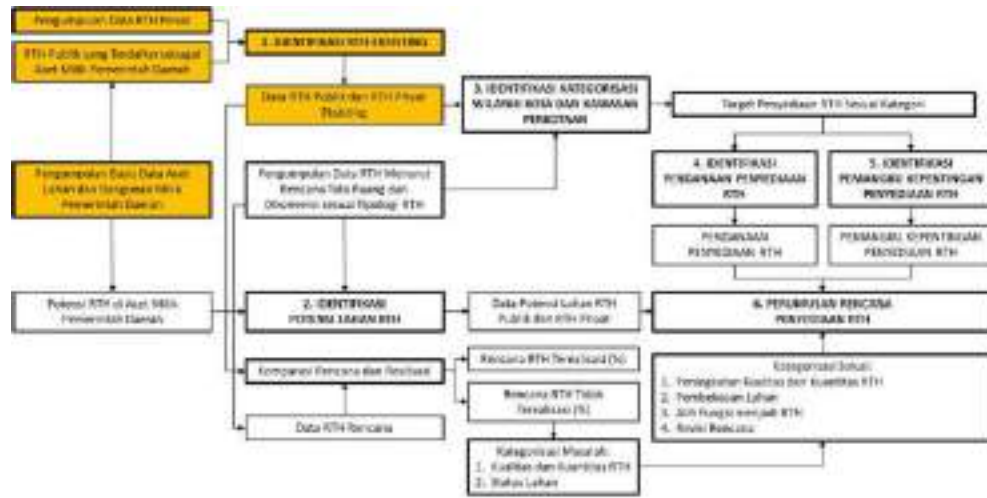 Pengumpulan Data RTH Privat
RTH Publik yang Terdaftar sebagai
Aset Milik Pemerintah Daerah
1. IDENTIFIKASI RTH EXISTING
Data RTH Publik dan RTH Privat
Existing
3. IDENTIFIKASI KATEGORISASI
WILAYAH KOTA DAN KAWASAN
PERKOTAAN
Target Penyediaan RTH Sesuai Kategori
Pengumpulan Basis Data Aset
Lahan dan Bangunan Milik
Pemerintah Daerah
Pengumpulan Data RTH Menurut
Rencana Tata Ruang dan
Dokumen sesuai Tipologi RTH
4. IDENTIFIKASI
PENDANAAN PENYEDIAAN
RTH
5. IDENTIFIKASI
PEMANGKU KEPENTINGAN
PENYEDIAAN RTH
PENDANAAN
PENYEDIAAN RTH
PEMANGKU KEPENTINGAN
PENYEDIAAN RTH
Potensi RTH di Aset Milik
Pemerintah Daerah
2. IDENTIFIKASI
POTENSI LAHAN RTH
Data Potensi Lahan RTH
Publik dan RTH Privat
6. PERUMUSAN RENCANA
PENYEDIAAN RTH
Komparasi Rencana dan Realisasi
Rencana RTH Terealisasi (%)
Rencana RTH Tidak
Terealisasi (%)
Data RTH Rencana
Kategorisasi Masalah:
1. Kualitas dan Kuantitas RTH
2. Status Lahan
Kategorisasi Solusi:
1. Peningkatan Kualitas dan Kuantitas RTH
2. Pembebasan Lahan
3. Alih Fungsi menjadi RTH
4. Revisi Rencana